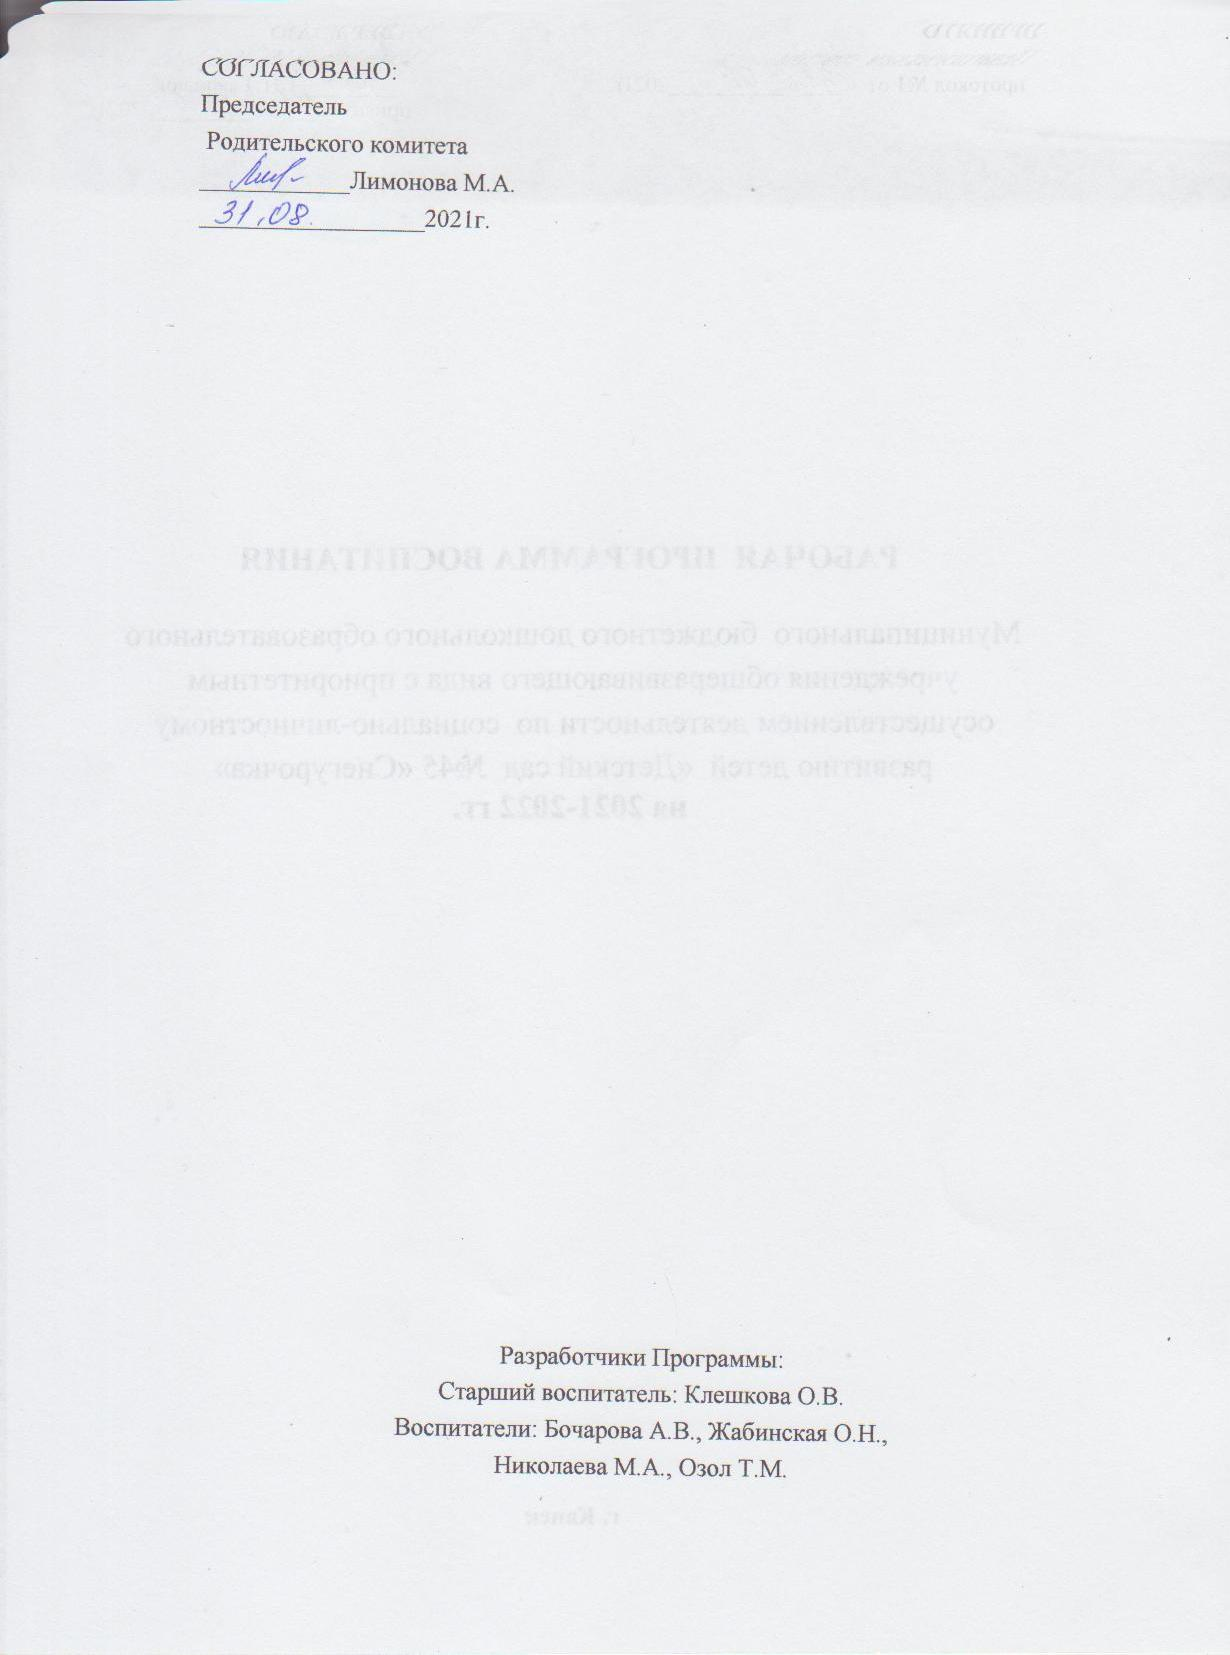 СОГЛАСОВАНО:
Председатель
Родительского комитета
____________Лимонова М.А.
31.08.__________________2021г.
РАБОЧАЯ ПРОГРАММА ВОСПИТАНИЯ
Муниципального бюджетного дошкольного образовательного
учреждения общеразвивающего вида с приоритетным
осуществлением деятельности по социально-личностному
развитию детей «Детский сад №45 «Снегурочка»
на 2021-2022 гг.
Разработчики Программы:
Старший воспитатель: Клешкова О.В.
Воспитатели: Бочарова А.В., Жабинская О.Н.,
Николаева М.А., Озол Т.М.
г. Канск